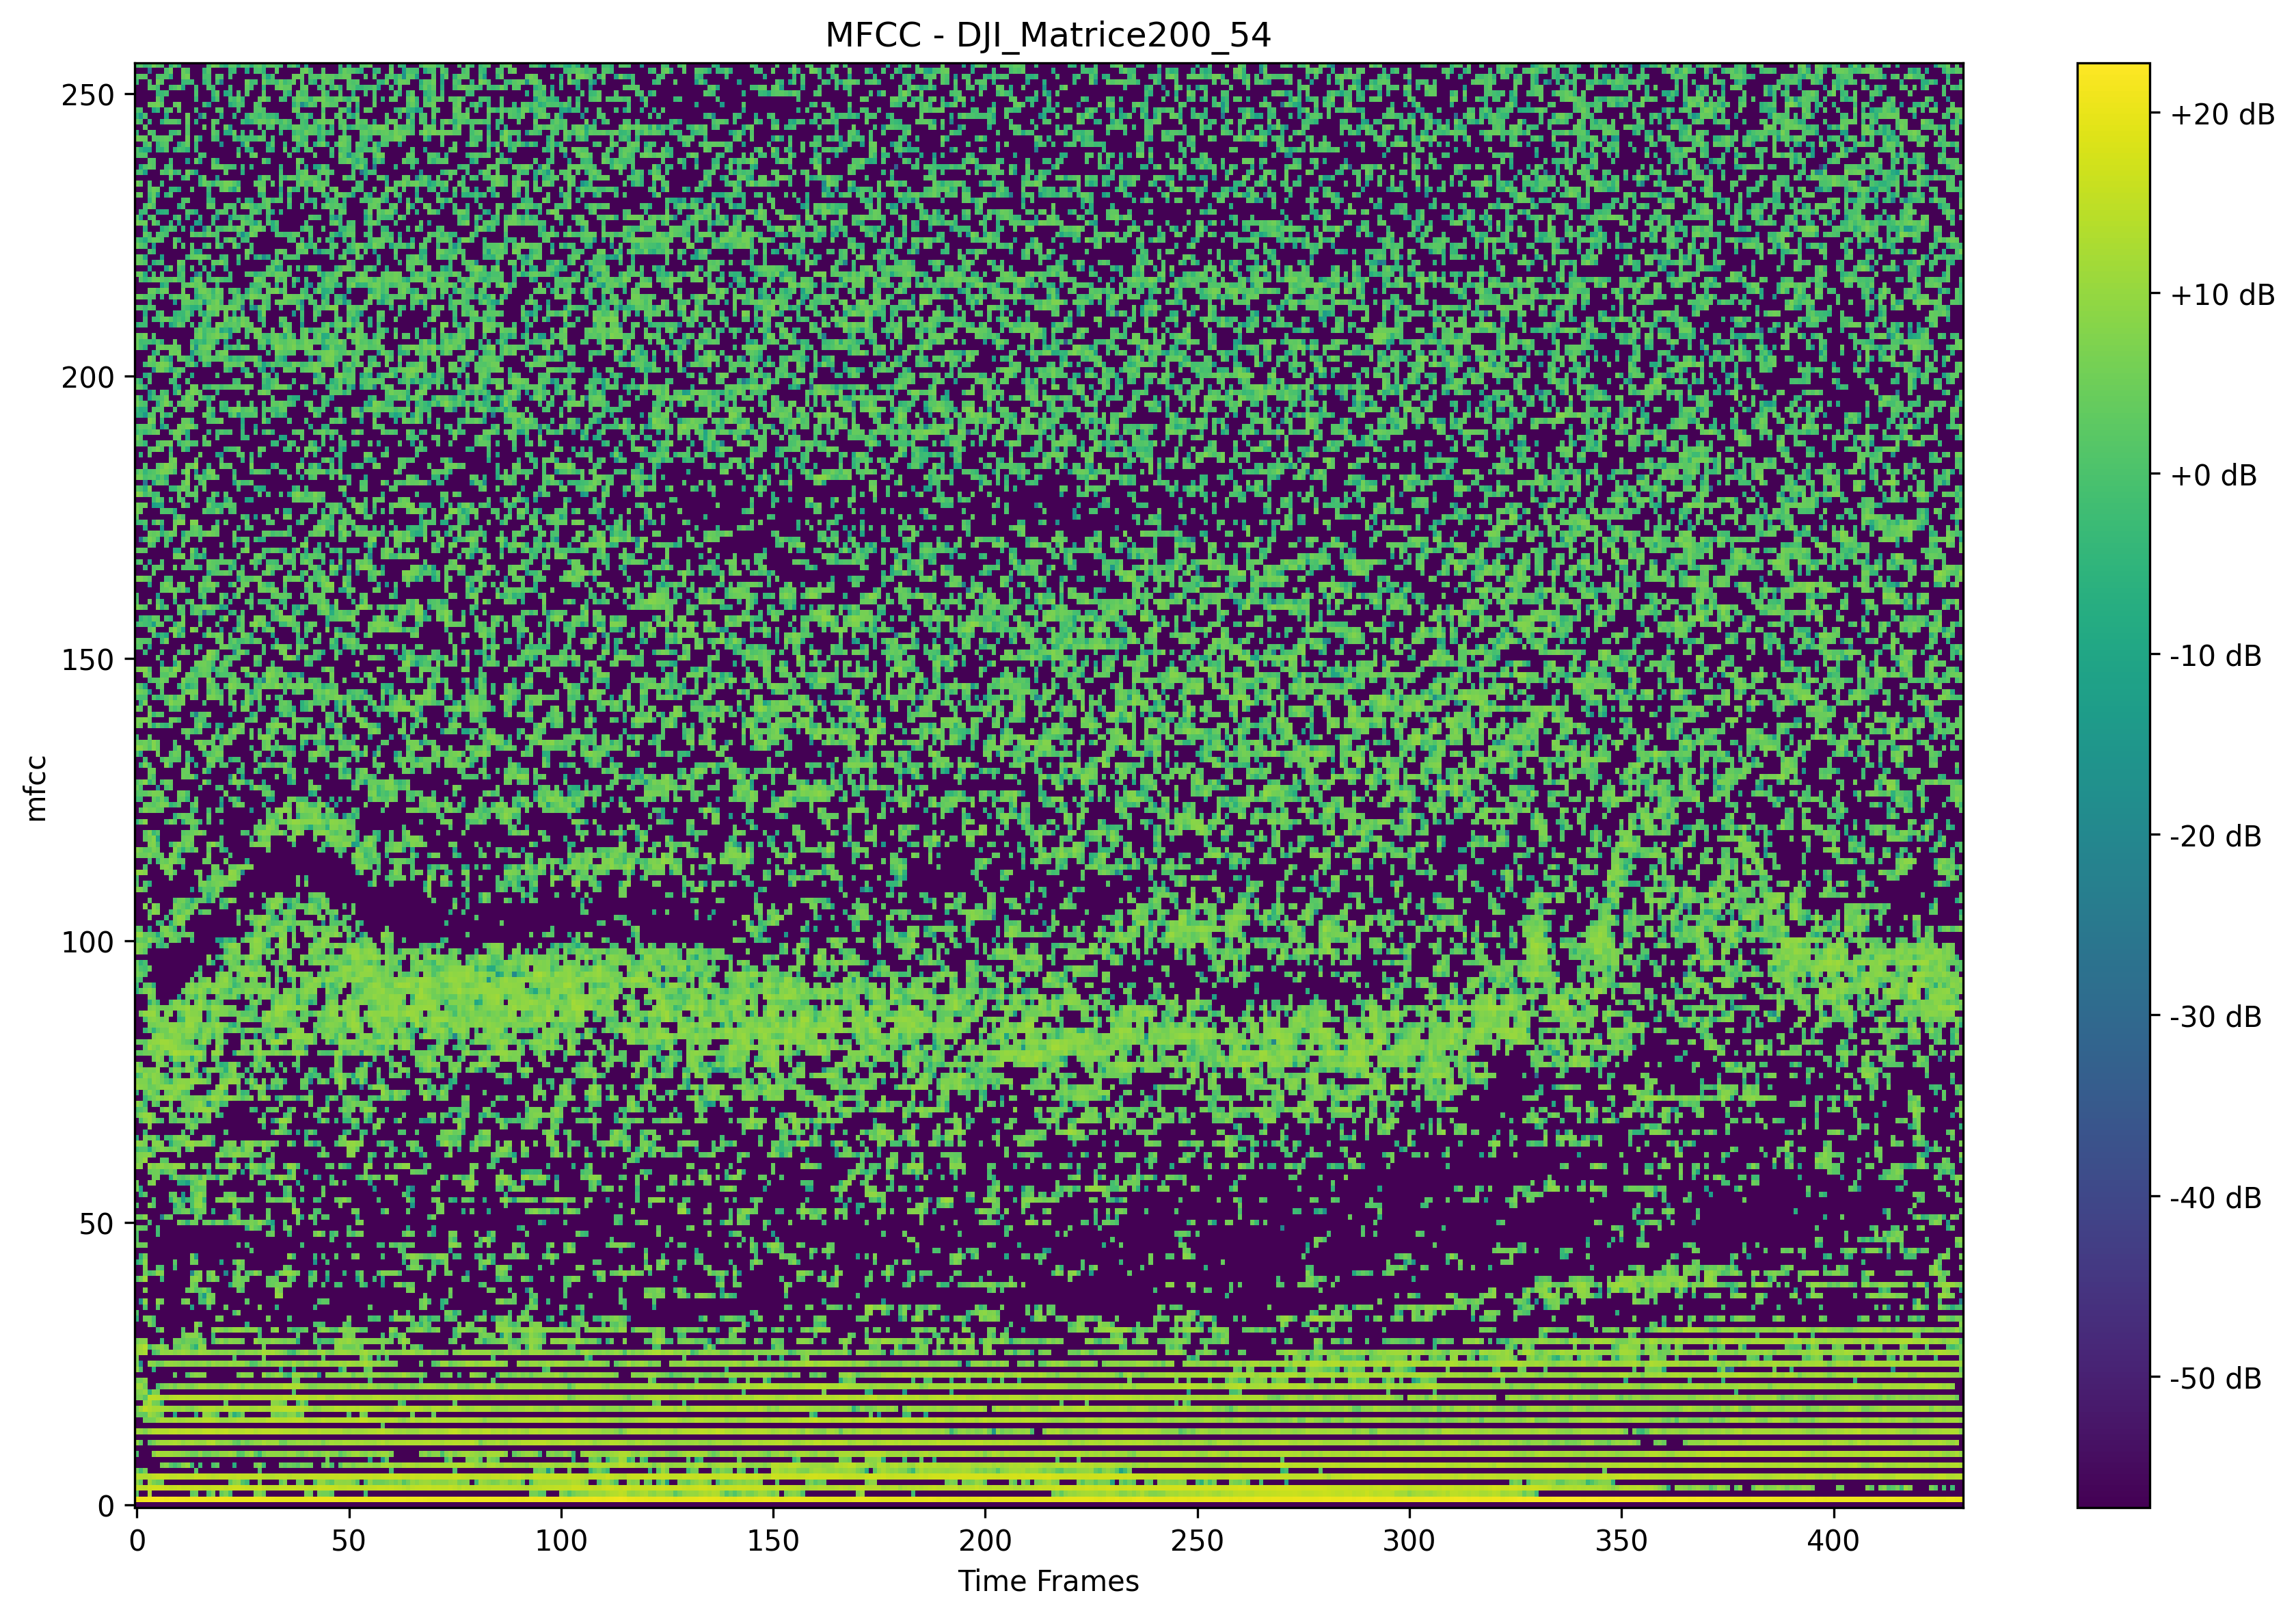 MFCC - DJI_Matrice200_54
mfcc
250
200
150
100
50
0
0 50 100 150 200 250 300 350 400
Time Frames
+20 dB
+10 dB
+0 dB
-10 dB
-20 dB
-30 dB
-40 dB
-50 dB